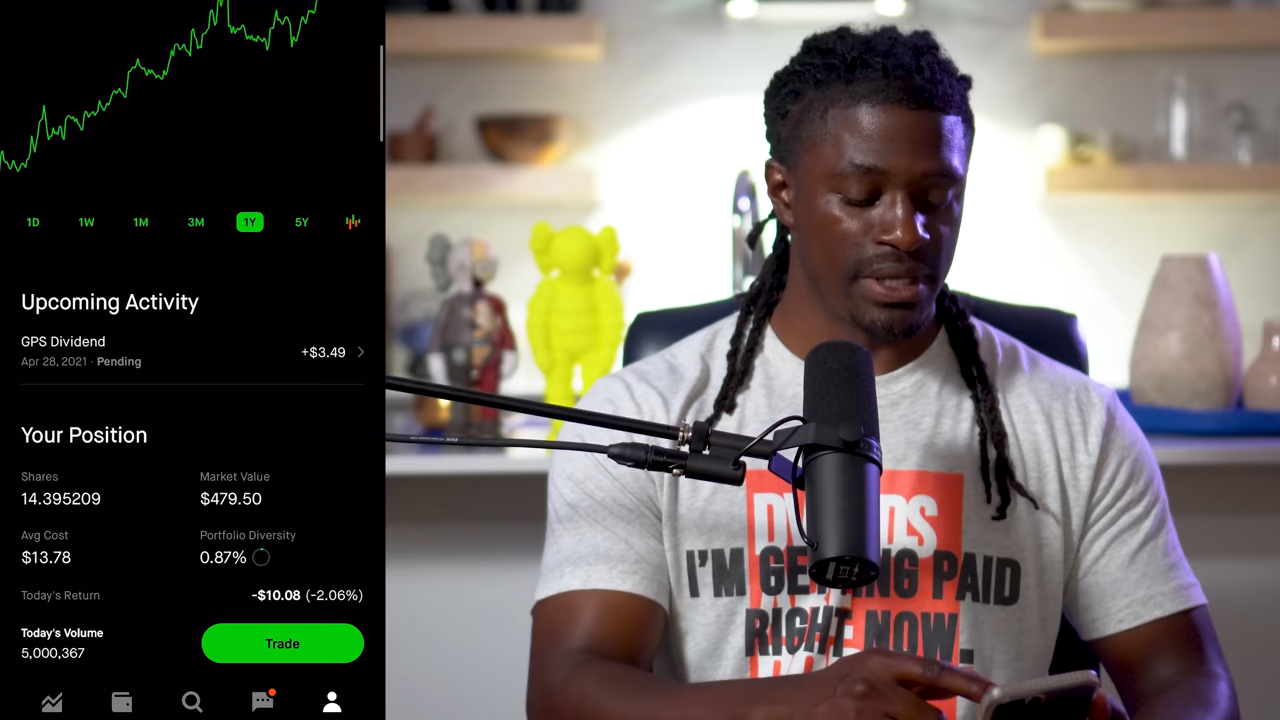 1D 1W 1M 3M 1Y 5Y
Upcoming Activity
GPS Dividend
Apr 28, 2021 · Pending
+$3.49
Your Position
Shares
14.395209
Market Value
$479.50
Avg Cost
$13.78
Portfolio Diversity
0.87%
Today's Return
-$10.08 (-2.06%)
Today's Volume
5,000,367
Trade
I'M PAID
RIGHT NOW.